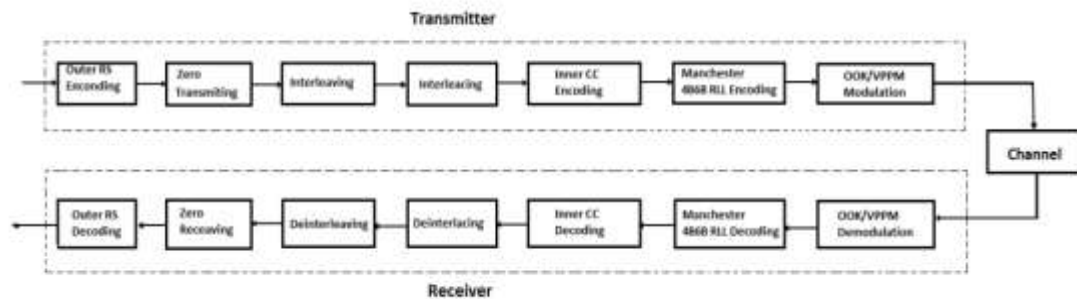 Transmitter
Outer RS
Enconding
Zero
Transmiting
Interleaving
Interleacing
Inner CC
Encoding
Manchester
4B6B RLL Encoding
OOK/VPPM
Modulation
Channel
Outer RS
Decoding
Zero
Receaving
Deinterleaving
Deinterlacing
Inner CC
Decoding
Manchester
4B6B RLL Decoding
OOK/VPPM
Demodulation
Receiver